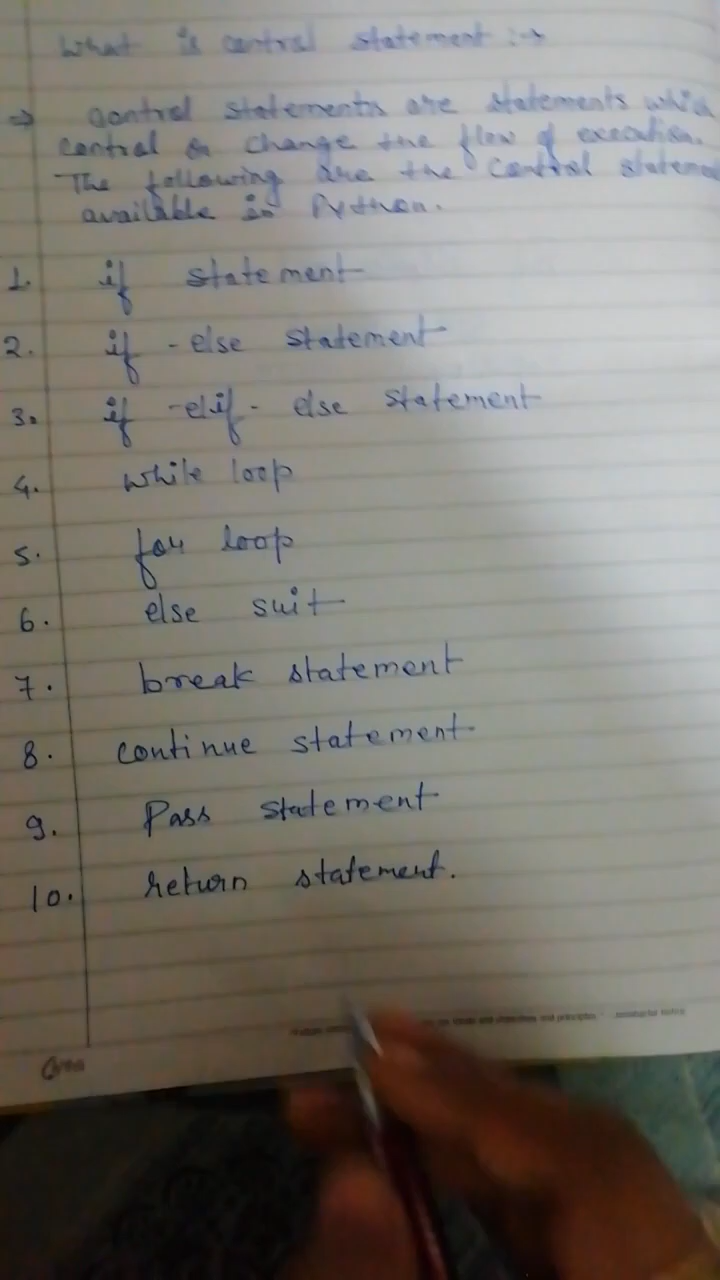 What is control statement :→
⇒ control statements are statements which
control or change the flow of execution.
The following are the control statemen
available in Python.
1. if statement
2. if - else statement
3. if - elif - else statement
4. while loop
5. for loop
6. else suit
7. break statement
8. continue statement
9. Pass statement
10. return statement.